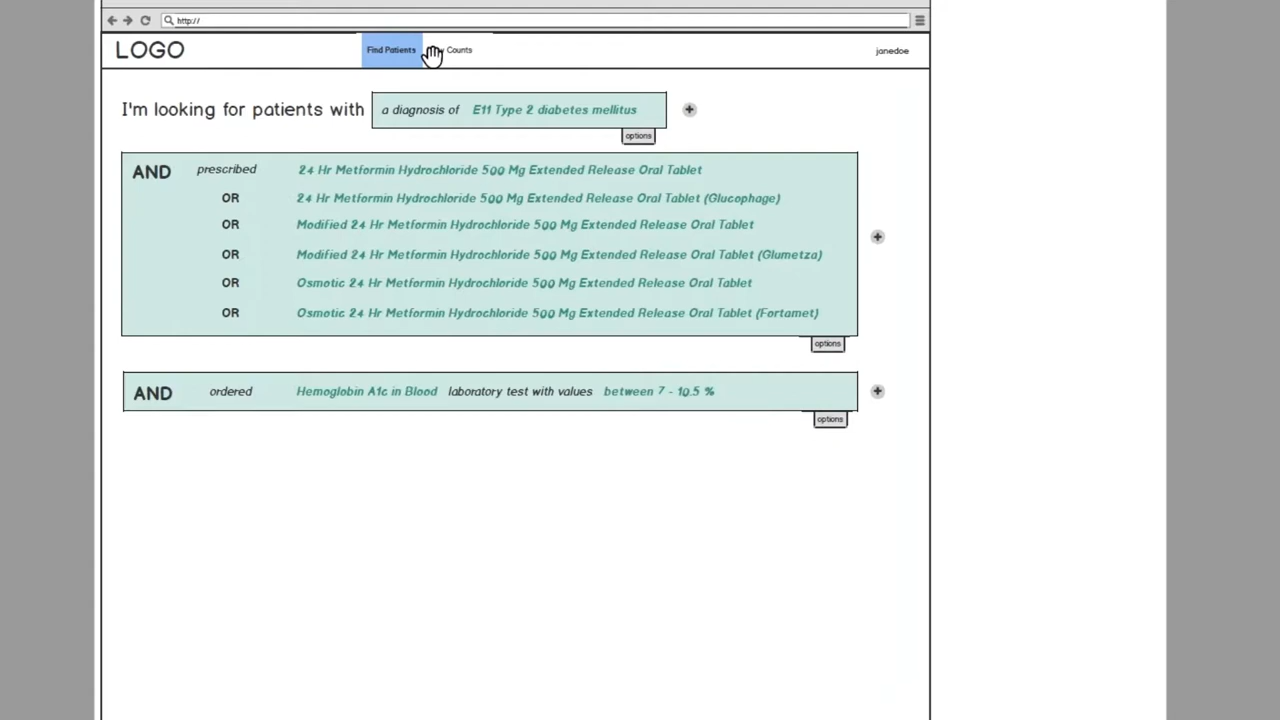 http://
LOGO
Find Patients
Counts
janedoe
I'm looking for patients with a diagnosis of E11 Type 2 diabetes mellitus +
options
AND prescribed 24 Hr Metformin Hydrochloride 500 Mg Extended Release Oral Tablet
OR 24 Hr Metformin Hydrochloride 500 Mg Extended Release Oral Tablet (Glucophage)
OR Modified 24 Hr Metformin Hydrochloride 500 Mg Extended Release Oral Tablet
OR Modified 24 Hr Metformin Hydrochloride 500 Mg Extended Release Oral Tablet (Glumetza)
OR Osmotic 24 Hr Metformin Hydrochloride 500 Mg Extended Release Oral Tablet
OR Osmotic 24 Hr Metformin Hydrochloride 500 Mg Extended Release Oral Tablet (Fortamet)
options
AND ordered Hemoglobin A1c in Blood laboratory test with values between 7 - 10.5 %
options